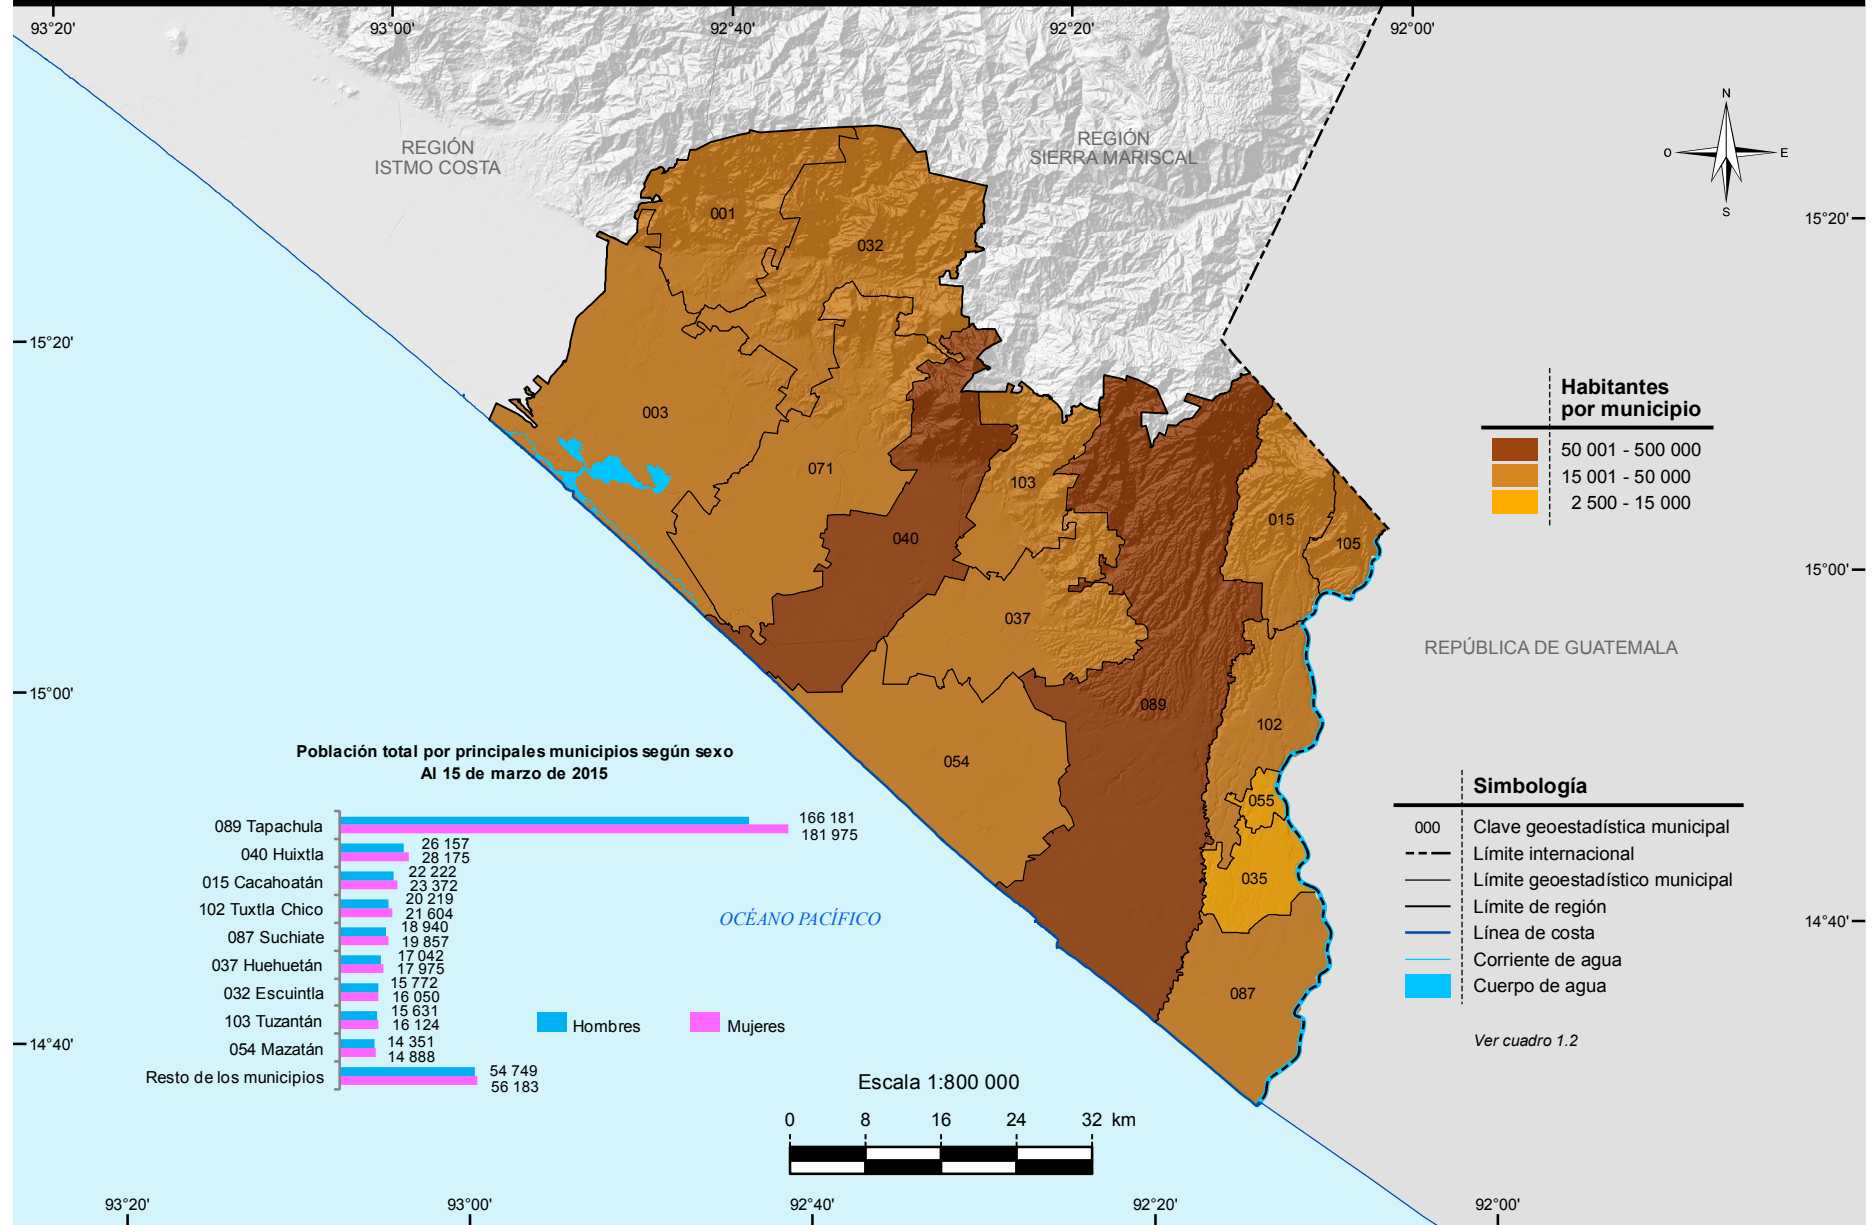 93°20'
93°00'
92°40'
92°20'
92°00'
N
O
E
S
REGIÓN
ISTMO COSTA
REGIÓN
SIERRA MARISCAL
15°20'
15°20'
001
032
003
071
040
103
015
105
037
089
102
054
055
035
087
Habitantes
por municipio
50 001 - 500 000
15 001 - 50 000
2 500 - 15 000
15°00'
15°00'
REPÚBLICA DE GUATEMALA
Población total por principales municipios según sexo
Al 15 de marzo de 2015
089 Tapachula 166 181
181 975
040 Huixtla 26 157
28 175
015 Cacahoatán 22 222
23 372
102 Tuxtla Chico 20 219
21 604
087 Suchiate 18 940
19 857
037 Huehuetán 17 042
17 975
032 Escuintla 15 772
16 050
103 Tuzantán 15 631
16 124
054 Mazatán 14 351
14 888
Resto de los municipios 54 749
56 183
Hombres
Mujeres
OCÉANO PACÍFICO
Simbología
000 Clave geoestadística municipal
Límite internacional
Límite geoestadístico municipal
Límite de región
Línea de costa
Corriente de agua
Cuerpo de agua
Ver cuadro 1.2
14°40'
14°40'
Escala 1:800 000
0 8 16 24 32 km
93°20'
93°00'
92°40'
92°20'
92°00'